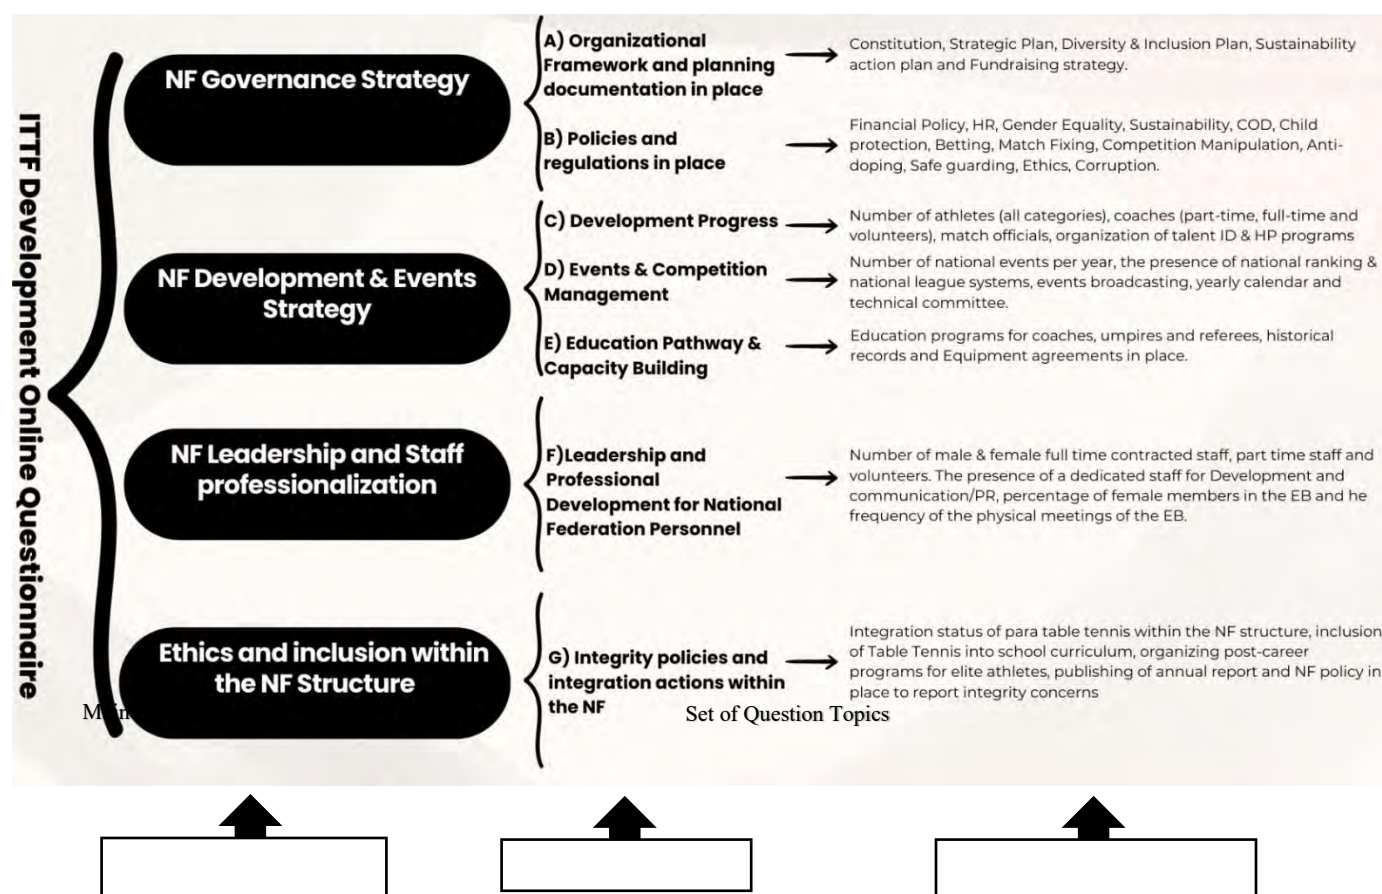 ITTF Development Online Questionnaire
NF Governance Strategy
A) Organizational
Framework and planning
documentation in place
Constitution, Strategic Plan, Diversity & Inclusion Plan, Sustainability
action plan and Fundraising strategy.
B) Policies and
regulations in place
Financial Policy, HR, Gender Equality, Sustainability, COD, Child
protection, Betting, Match Fixing, Competition Manipulation, Anti-
doping, Safe guarding, Ethics, Corruption.
NF Development & Events
Strategy
C) Development Progress
Number of athletes (all categories), coaches (part-time, full-time and
volunteers), match officials, organization of talent ID & HP programs
D) Events & Competition
Management
Number of national events per year, the presence of national ranking &
national league systems, events broadcasting, yearly calendar and
technical committee.
E) Education Pathway &
Capacity Building
Education programs for coaches, umpires and referees, historical
records and Equipment agreements in place.
NF Leadership and Staff
professionalization
F)Leadership and
Professional
Development for National
Federation Personnel
Number of male & female full time contracted staff, part time staff and
volunteers. The presence of a dedicated staff for Development and
communication/PR, percentage of female members in the EB and he
frequency of the physical meetings of the EB.
Ethics and inclusion within
the NF Structure
G) Integrity policies and
integration actions within
the NF
Integration status of para table tennis within the NF structure, inclusion
of Table Tennis into school curriculum, organizing post-career
programs for elite athletes, publishing of annual report and NF policy in
place to report integrity concerns
Main
Set of Question Topics